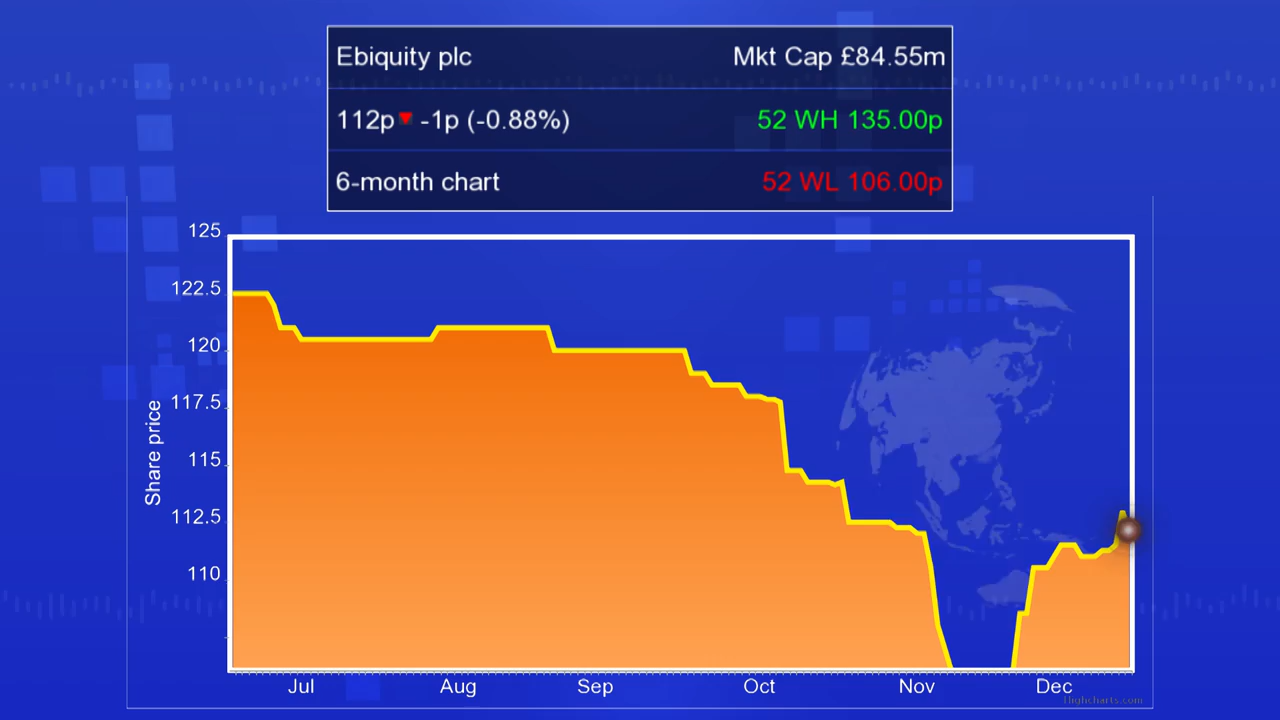 Ebiquity plc
Mkt Cap £84.55m
112p -1p (-0.88%)
52 WH 135.00p
6-month chart
52 WL 106.00p
125
122.5
120
117.5
115
112.5
110
Share price
Jul Aug Sep Oct Nov Dec
Highcharts.com